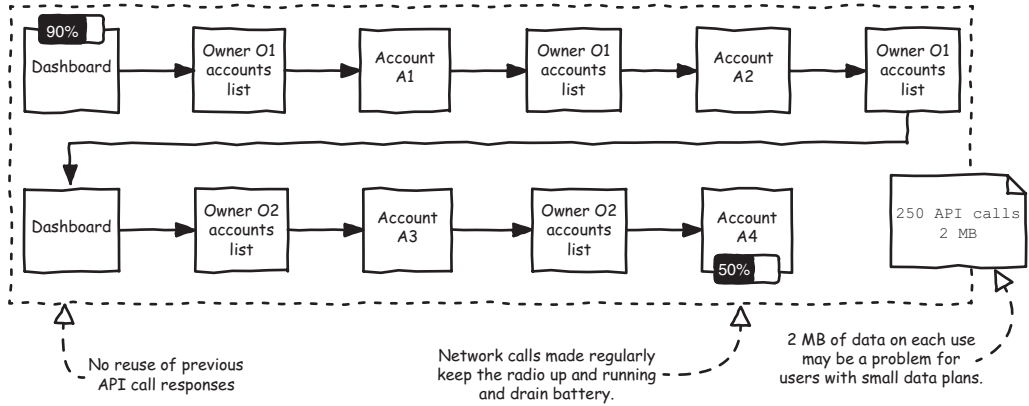 90%
Dashboard
Owner O1
accounts
list
Account
A1
Owner O1
accounts
list
Account
A2
Owner O1
accounts
list
Dashboard
Owner O2
accounts
list
Account
A3
Owner O2
accounts
list
Account
A4
50%
250 API calls
2 MB
No reuse of previous
API call responses
Network calls made regularly
keep the radio up and running
and drain battery.
2 MB of data on each use
may be a problem for
users with small data plans.